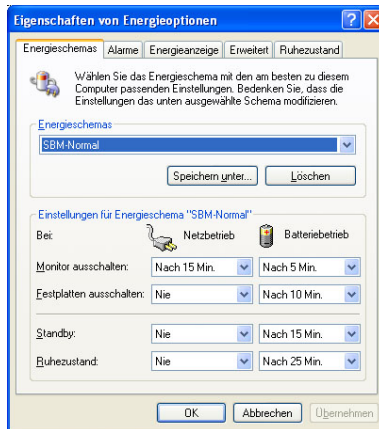 Eigenschaften von Energieoptionen
Energieschemas Alarme Energieanzeige Erweitert Ruhezustand
Wählen Sie das Energieschema mit den am besten zu diesem
Computer passenden Einstellungen. Bedenken Sie, dass die
Einstellungen das unten ausgewählte Schema modifizieren.
Energieschemas
SBM-Normal
Speichern unter... Löschen
Einstellungen für Energieschema "SBM-Normal"
Bei: Netzbetrieb Batteriebetrieb
Monitor ausschalten: Nach 15 Min. Nach 5 Min.
Festplatten ausschalten: Nie Nach 10 Min.
Standby: Nie Nach 15 Min.
Ruhezustand: Nie Nach 25 Min.
OK Abbrechen Übernehmen